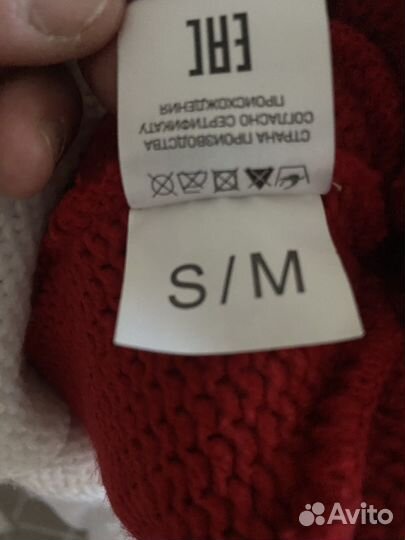 СТРАНА ПРОИЗВОДСТВА
СОГЛАСНО СЕРТИФИКАТУ
ПРОИСХОЖДЕНИЯ
EAC
S/M
Avito